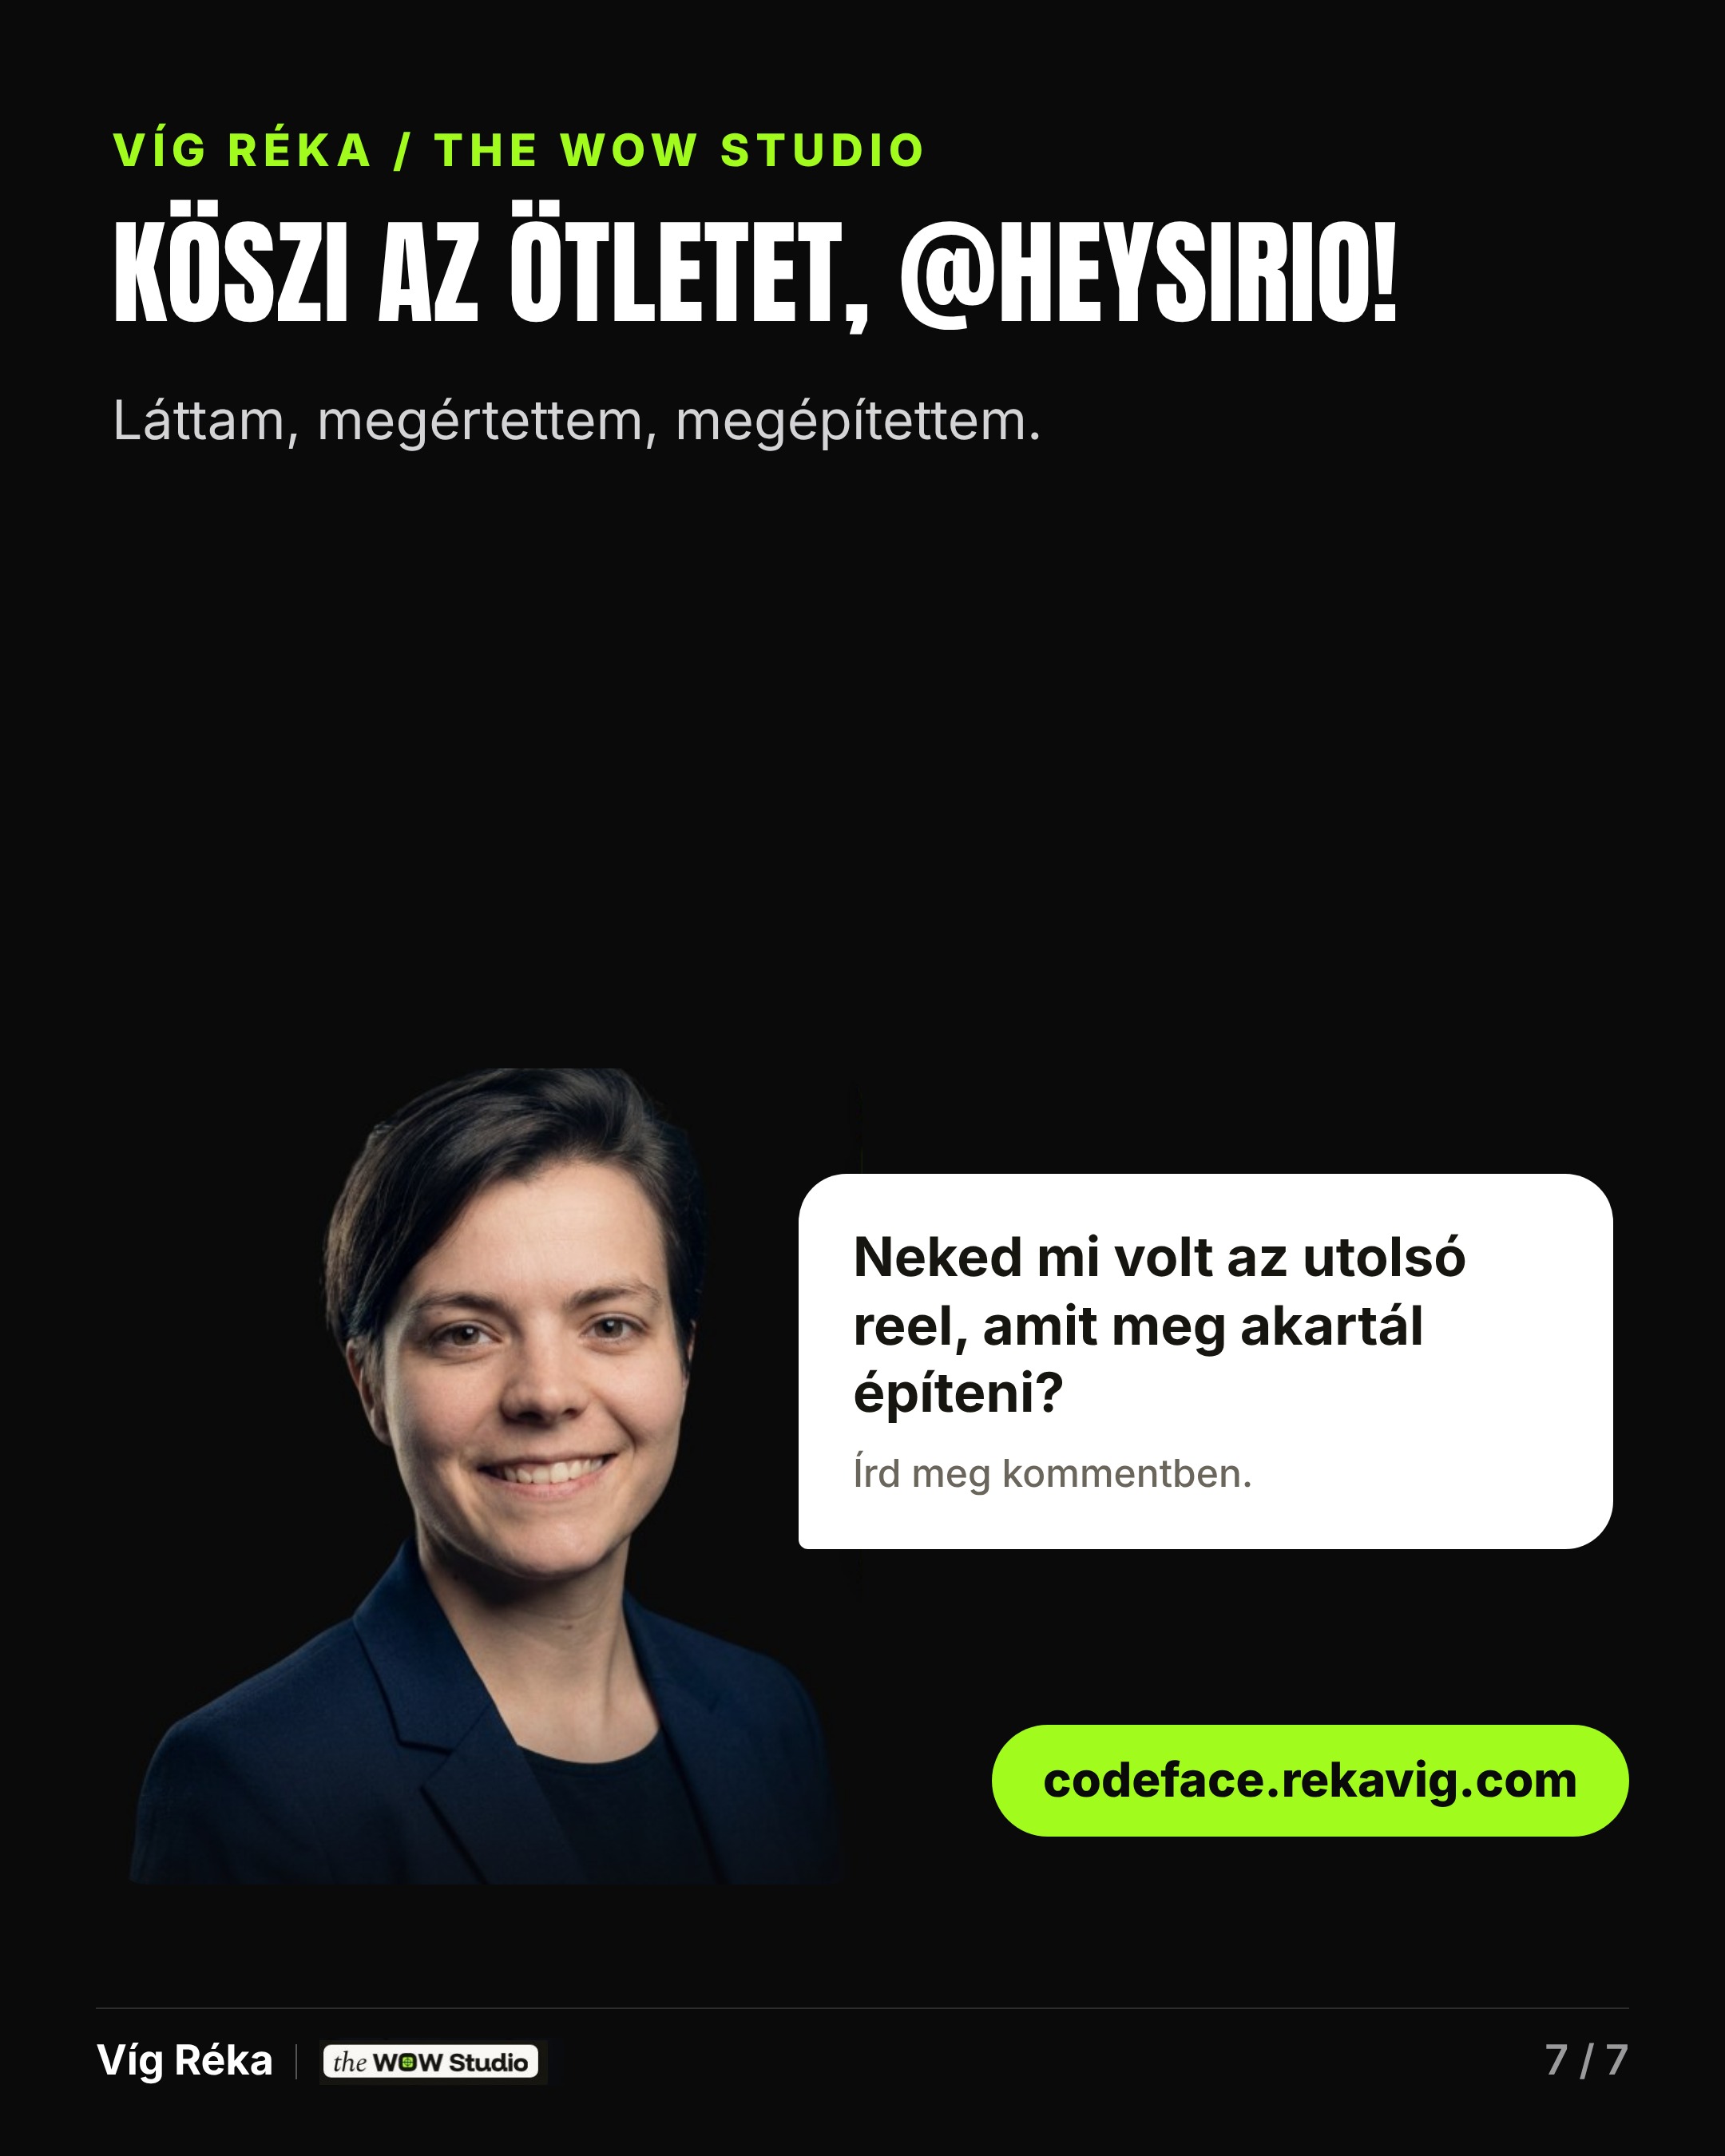 VÍG RÉKA / THE WOW STUDIO
KÖSZI AZ ÖTLETET, @HEYSIRIO!
Láttam, megértettem, megépítettem.
Neked mi volt az utolsó
reel, amit meg akartál
építeni?
Írd meg kommentben.
codeface.rekavig.com
Víg Réka
the WOW Studio
7 / 7